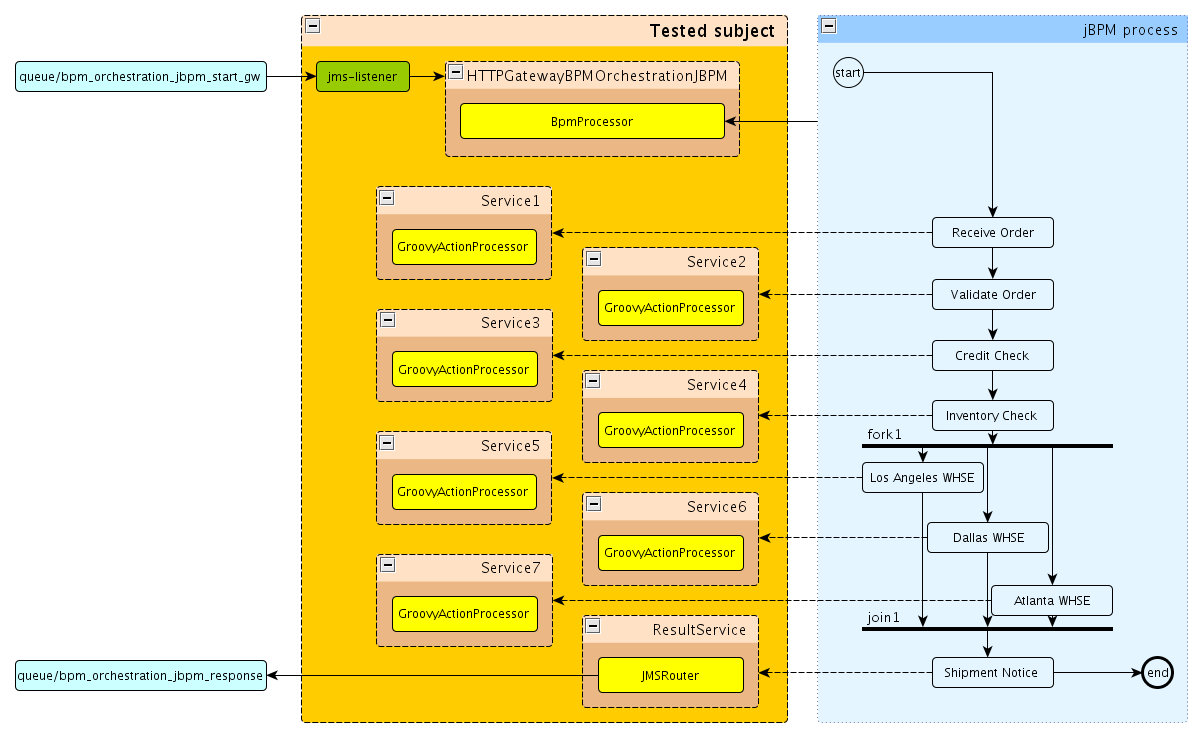 Tested subject
jBPM process
queue/bpm_orchestration_jbpm_start_gw
jms-listener
HTTPGatewayBPMOrchestrationJBPM
BpmProcessor
start
Service1
GroovyActionProcessor
Receive Order
Service2
GroovyActionProcessor
Validate Order
Service3
GroovyActionProcessor
Credit Check
Service4
GroovyActionProcessor
Inventory Check
fork1
Service5
GroovyActionProcessor
Los Angeles WHSE
Service6
GroovyActionProcessor
Dallas WHSE
Service7
GroovyActionProcessor
Atlanta WHSE
join1
ResultService
JMSRouter
queue/bpm_orchestration_jbpm_response
Shipment Notice
end